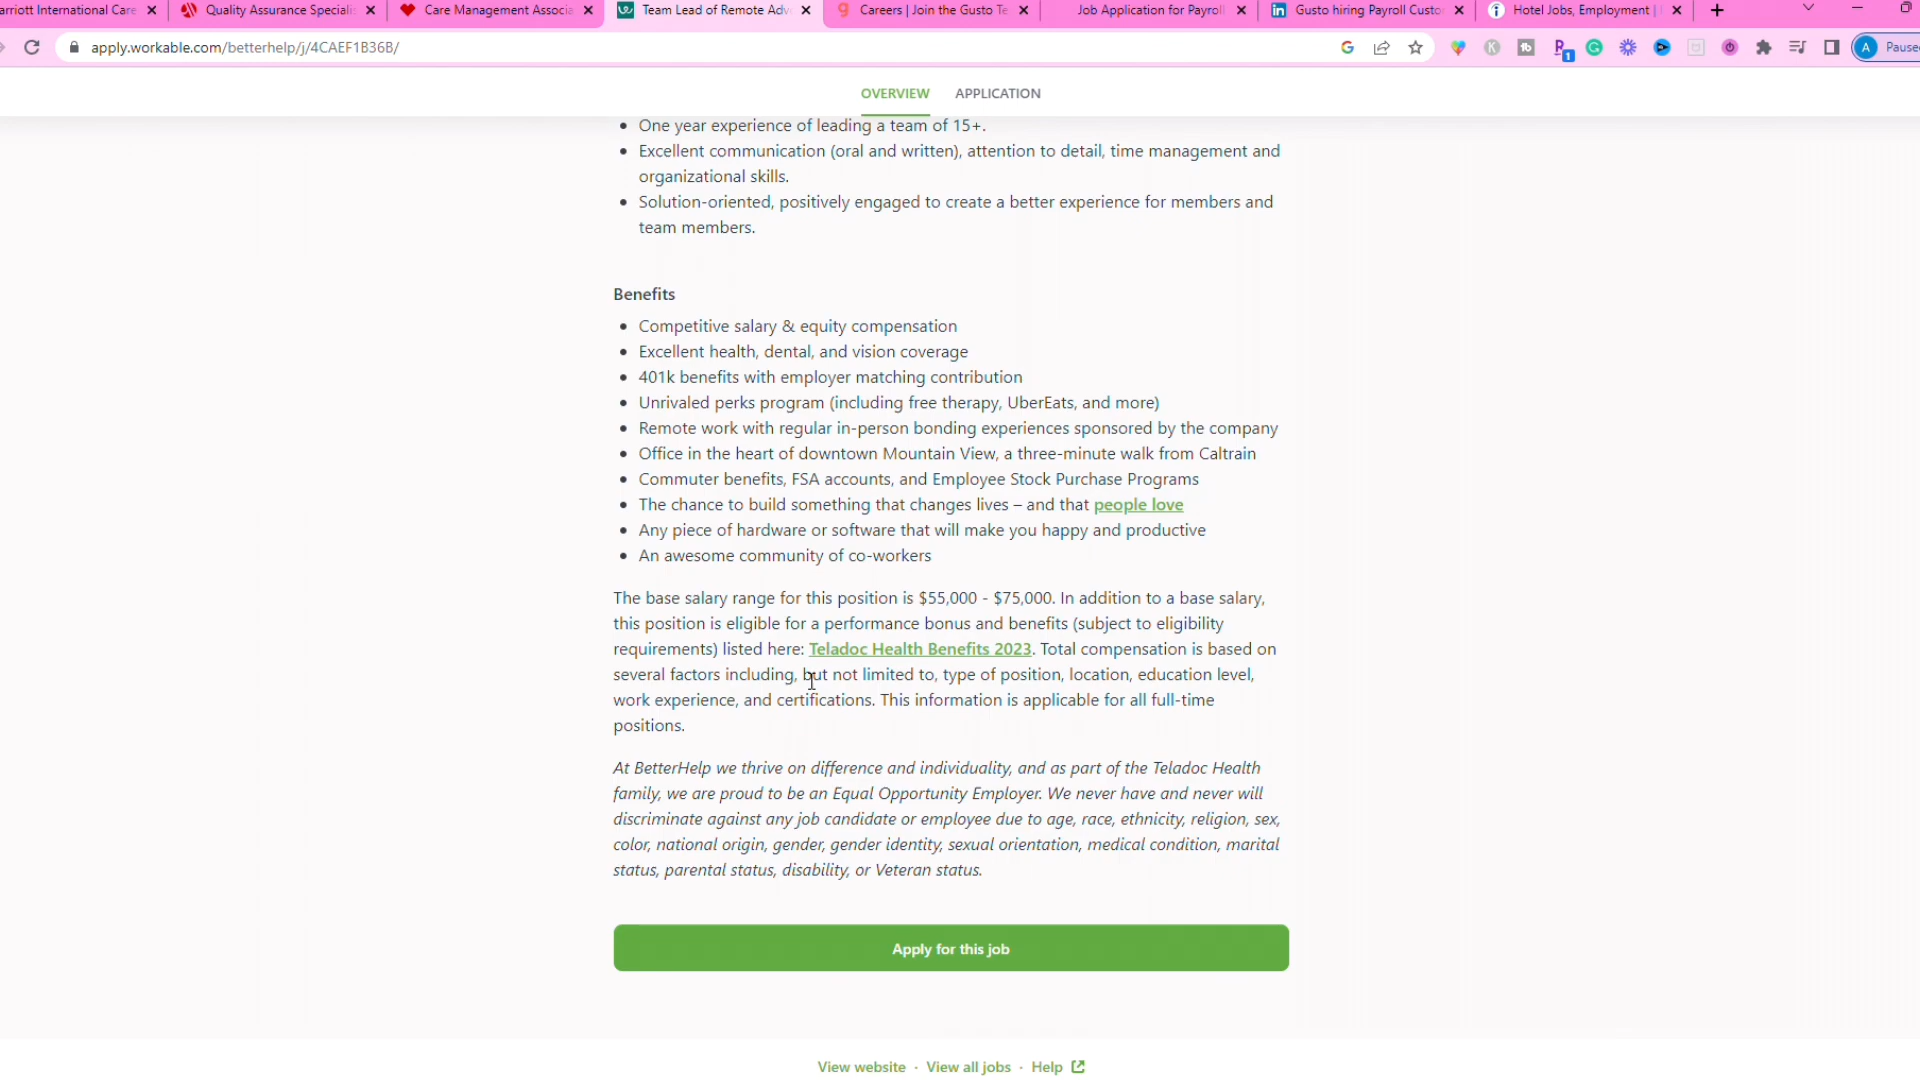 arriott International Care
Quality Assurance Speciali
Care Management Associa
Team Lead of Remote Adv
Careers | Join the Gusto Te
Job Application for Payroll
Gusto hiring Payroll Custo
Hotel Jobs, Employment |
apply.workable.com/betterhelp/j/4CAEF1B36B/
A Paused
OVERVIEW APPLICATION
• One year experience of leading a team of 15+.
• Excellent communication (oral and written), attention to detail, time management and
organizational skills.
• Solution-oriented, positively engaged to create a better experience for members and
team members.
Benefits
• Competitive salary & equity compensation
• Excellent health, dental, and vision coverage
• 401k benefits with employer matching contribution
• Unrivaled perks program (including free therapy, UberEats, and more)
• Remote work with regular in-person bonding experiences sponsored by the company
• Office in the heart of downtown Mountain View, a three-minute walk from Caltrain
• Commuter benefits, FSA accounts, and Employee Stock Purchase Programs
• The chance to build something that changes lives – and that people love
• Any piece of hardware or software that will make you happy and productive
• An awesome community of co-workers
The base salary range for this position is $55,000 - $75,000. In addition to a base salary,
this position is eligible for a performance bonus and benefits (subject to eligibility
requirements) listed here: Teladoc Health Benefits 2023. Total compensation is based on
several factors including, but not limited to, type of position, location, education level,
work experience, and certifications. This information is applicable for all full-time
positions.
At BetterHelp we thrive on difference and individuality, and as part of the Teladoc Health
family, we are proud to be an Equal Opportunity Employer. We never have and never will
discriminate against any job candidate or employee due to age, race, ethnicity, religion, sex,
color, national origin, gender, gender identity, sexual orientation, medical condition, marital
status, parental status, disability, or Veteran status.
Apply for this job
View website · View all jobs · Help